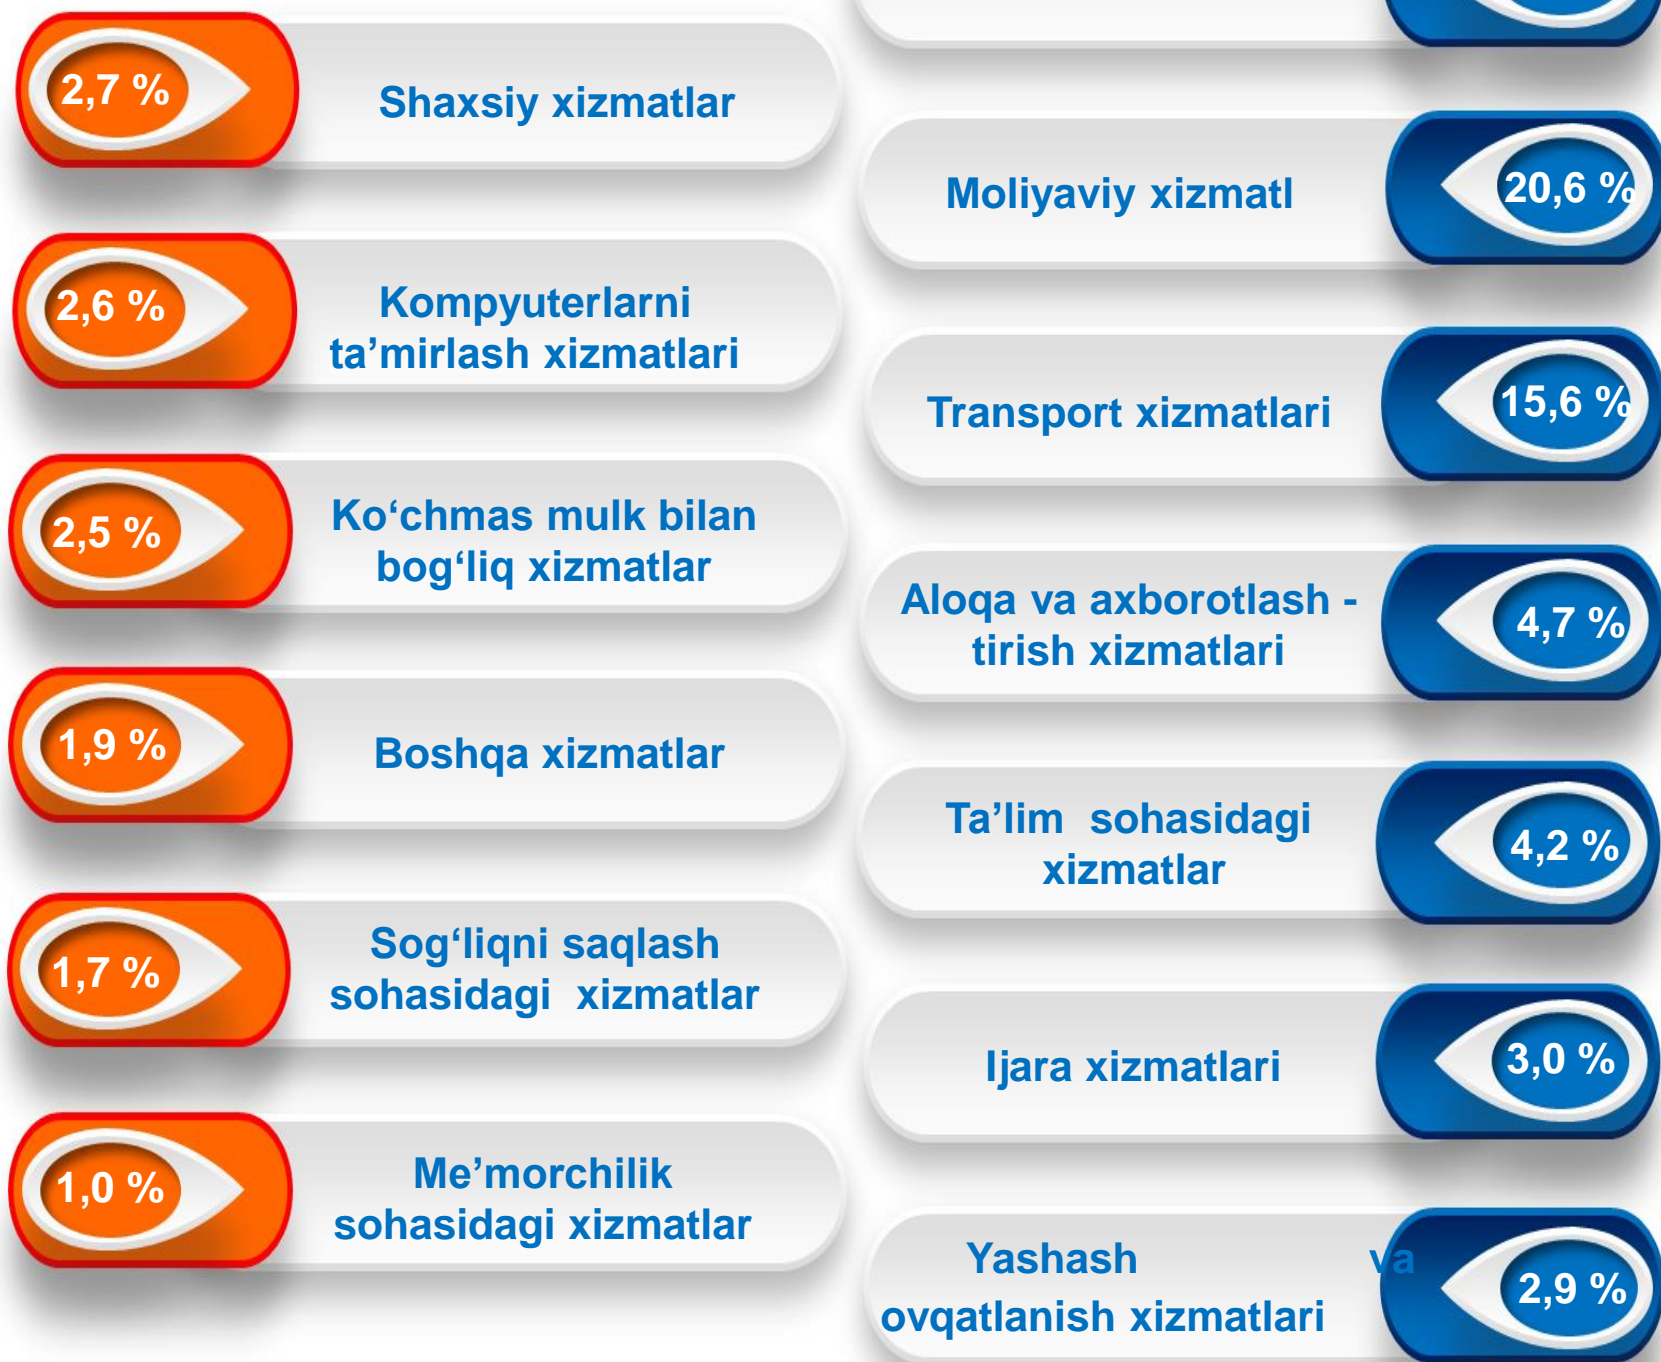 2,7 %
Shaxsiy xizmatlar
2,6 %
Kompyuterlarni
ta’mirlash xizmatlari
2,5 %
Ko‘chmas mulk bilan
bog‘liq xizmatlar
1,9 %
Boshqa xizmatlar
1,7 %
Sog‘liqni saqlash
sohasidagi xizmatlar
1,0 %
Me’morchilik
sohasidagi xizmatlar
Moliyaviy xizmatl
20,6 %
Transport xizmatlari
15,6 %
Aloqa va axborotlash -
tirish xizmatlari
4,7 %
Ta’lim sohasidagi
xizmatlar
4,2 %
Ijara xizmatlari
3,0 %
Yashash va
ovqatlanish xizmatlari
2,9 %